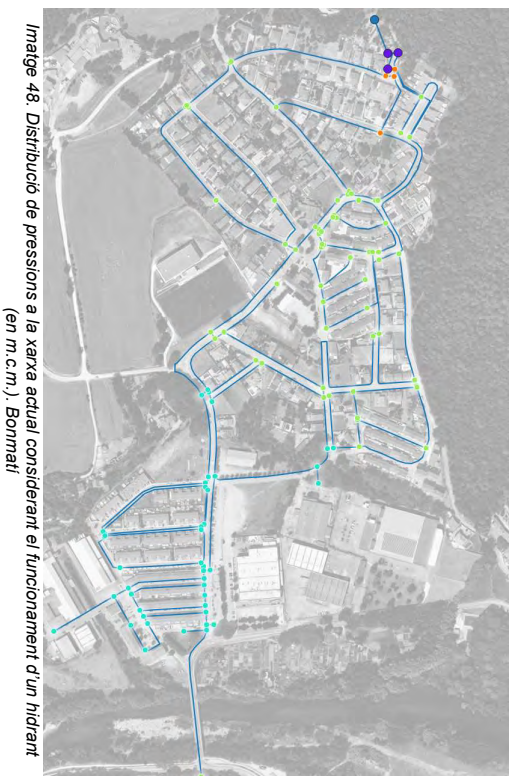 Imatge 48. Distribució de pressions a la xarxa actual considerant el funcionament d'un hidrant
(en m.c.m.). Bonmatí